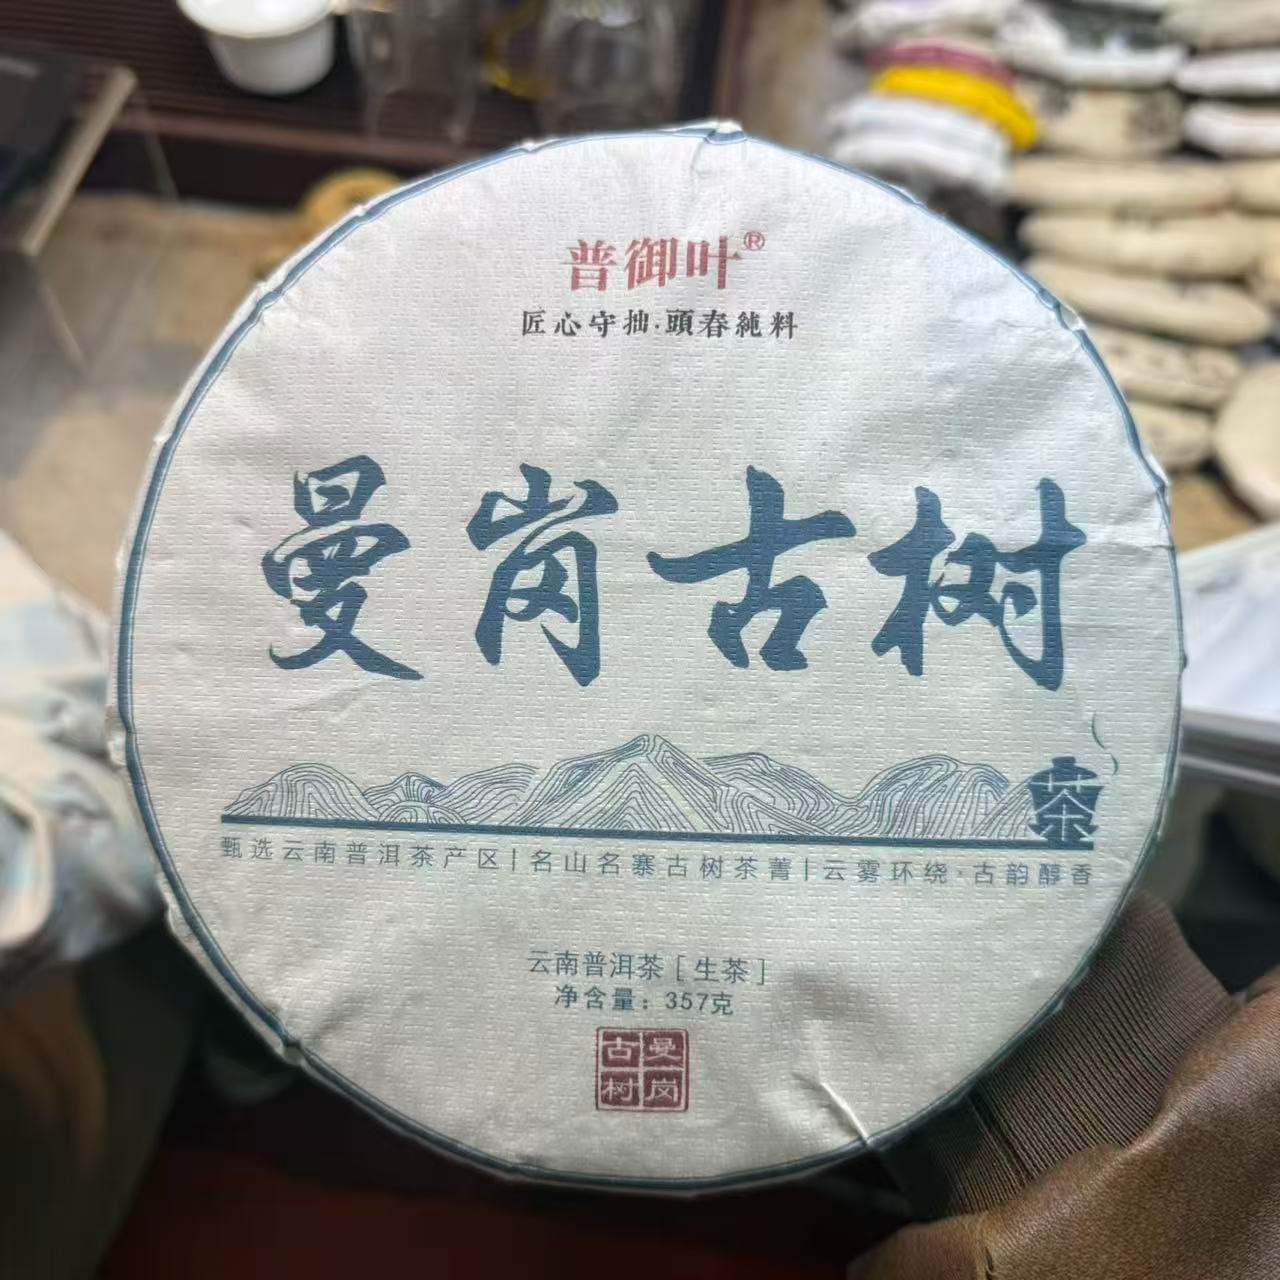 普御叶®
匠心守拙·頭春純料
曼岗古树
茶
甄选云南普洱茶产区|名山名寨古树茶菁|云雾环绕·古韵醇香
云南普洱茶[生茶]
净含量：357克
曼岗古树